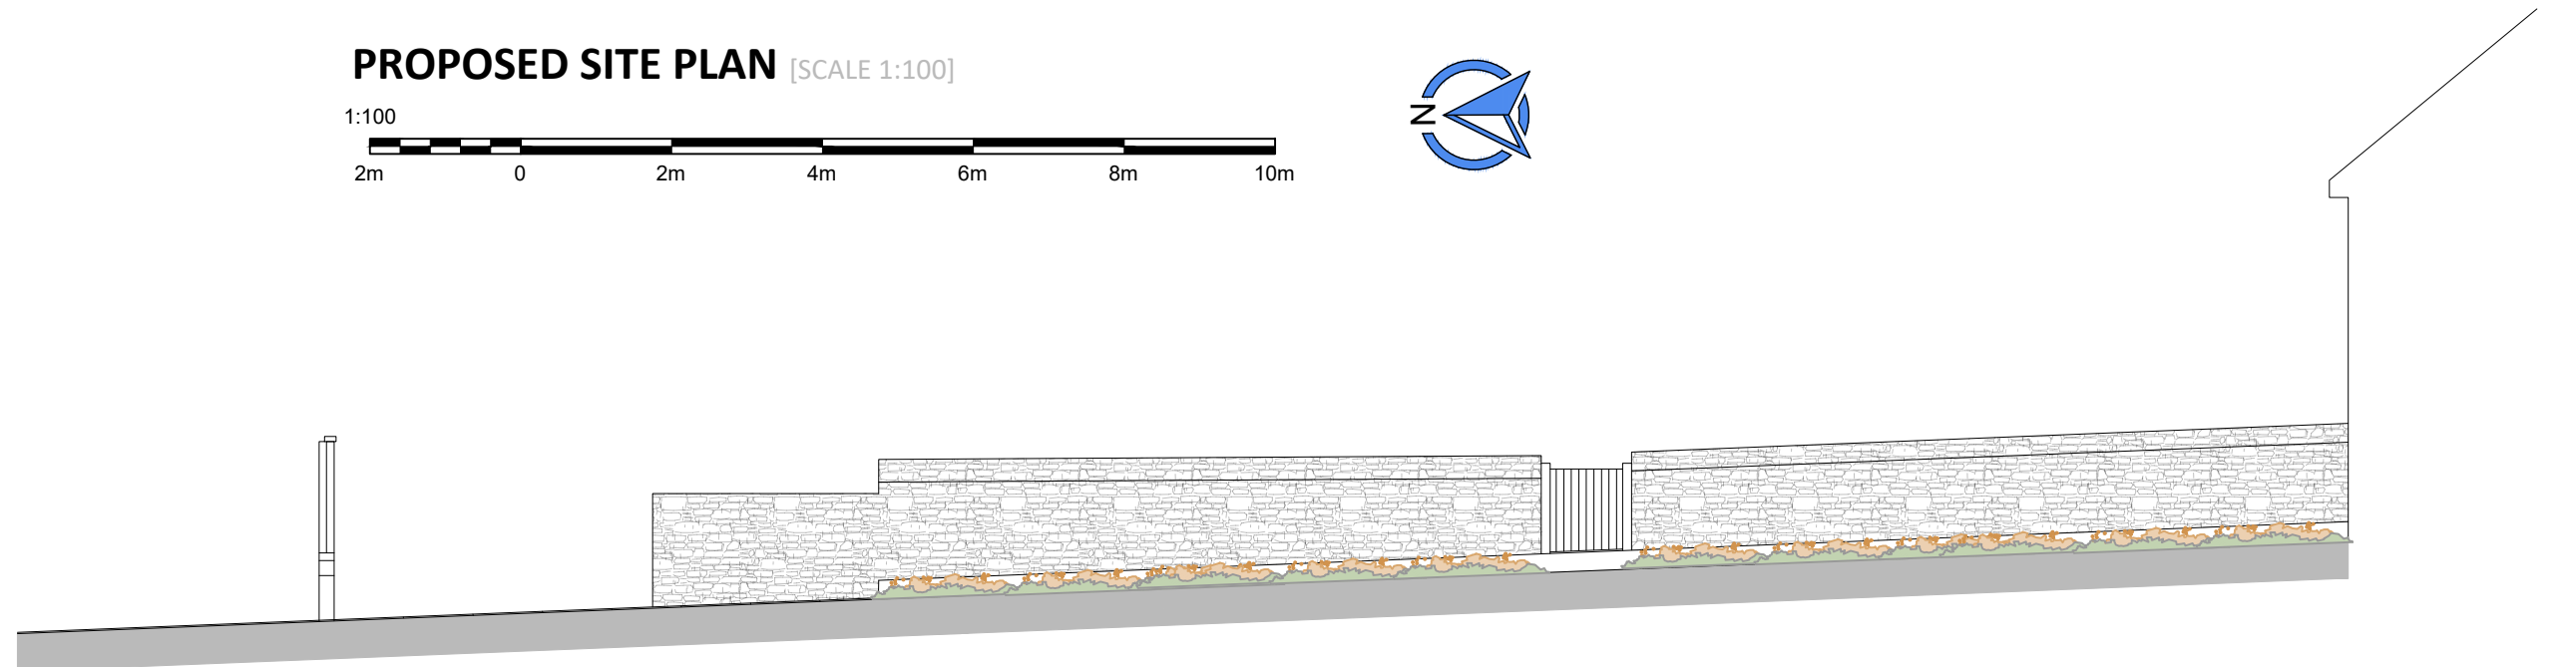 PROPOSED SITE PLAN [SCALE 1:100]
1:100
2m 0 2m 4m 6m 8m 10m
N